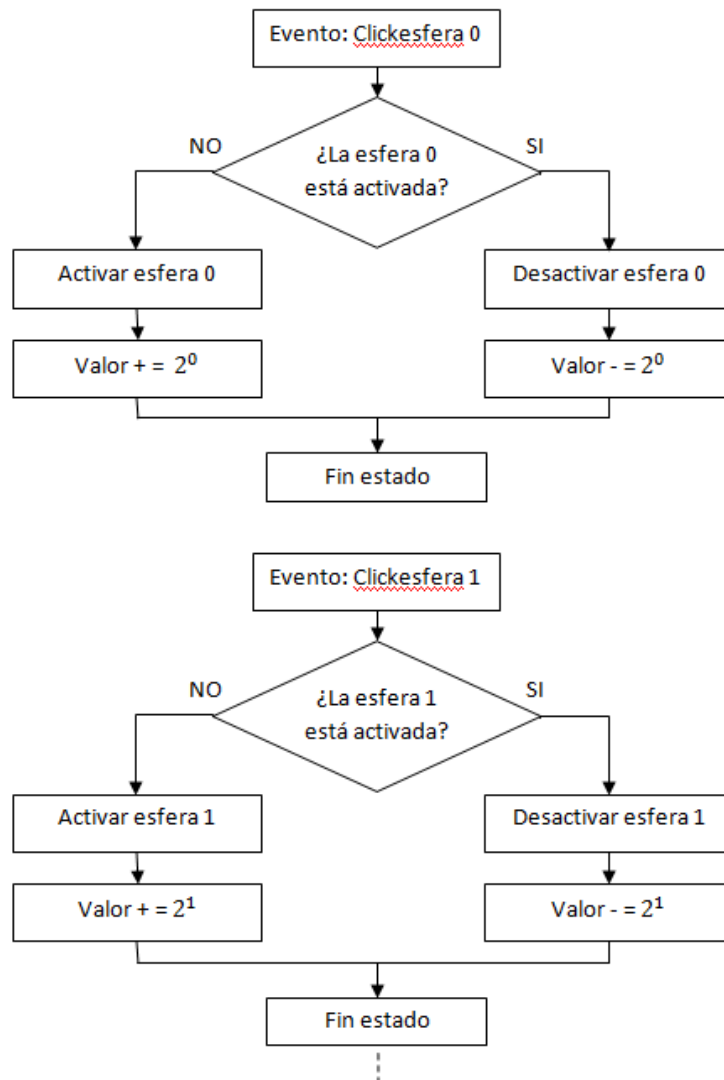 Evento: Clickesfera 0
NO
SI
¿La esfera 0
está activada?
Activar esfera 0
Desactivar esfera 0
Valor + = 2⁰
Valor - = 2⁰
Fin estado
Evento: Clickesfera 1
NO
SI
¿La esfera 1
está activada?
Activar esfera 1
Desactivar esfera 1
Valor + = 2¹
Valor - = 2¹
Fin estado